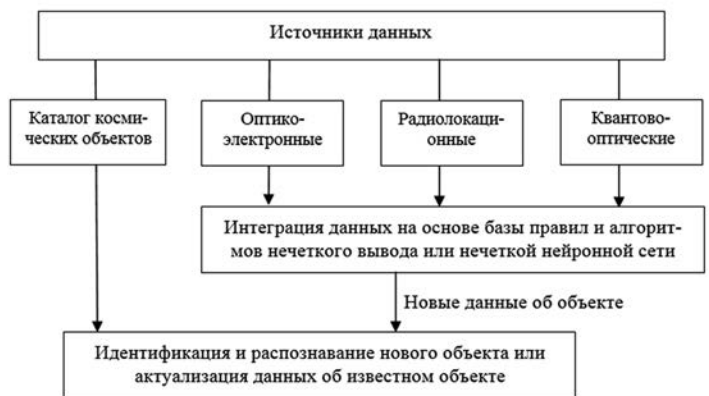 Источники данных
Каталог косми-
ческих объектов
Оптико-
электронные
Радиолокаци-
онные
Квантово-
оптические
Интеграция данных на основе базы правил и алгорит-
мов нечеткого вывода или нечеткой нейронной сети
Новые данные об объекте
Идентификация и распознавание нового объекта или
актуализация данных об известном объекте